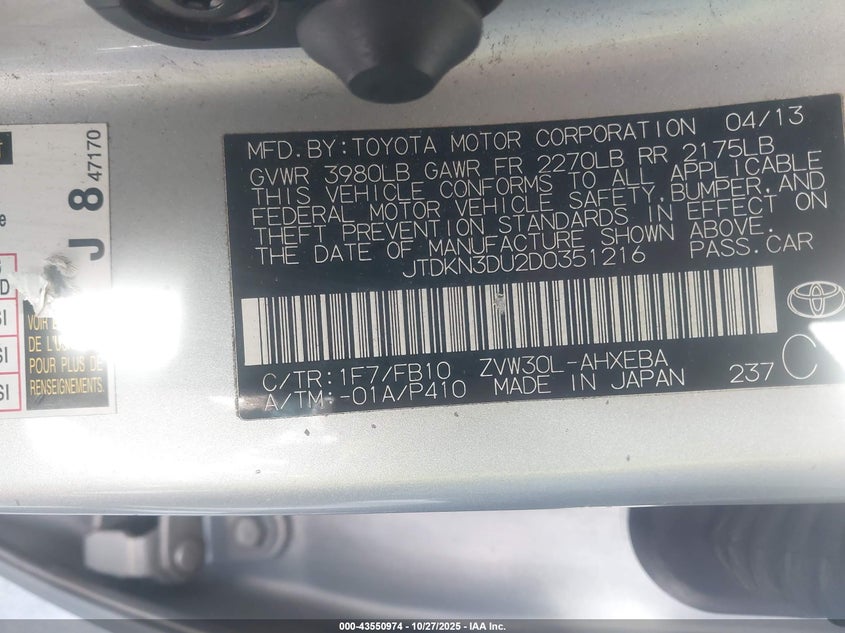 MFD. BY: TOYOTA MOTOR CORPORATION 04/13
GVWR 3980LB GAWR FR 2270LB RR 2175LB
THIS VEHICLE CONFORMS TO ALL APPLICABLE
FEDERAL MOTOR VEHICLE SAFETY, BUMPER, AND
THEFT PREVENTION STANDARDS IN EFFECT ON
THE DATE OF MANUFACTURE SHOWN ABOVE.
JTDKN3DU2D0351216 PASS. CAR
C/TR: 1F7/FB10 ZVW30L-AHXEBA
A/TM: -01A/P410 MADE IN JAPAN 237 C
J 8 47170
DE L'U
POUR PLUS DE
RENSEIGNEMENTS.
000-43550974 - 10/27/2025 - IAA Inc.